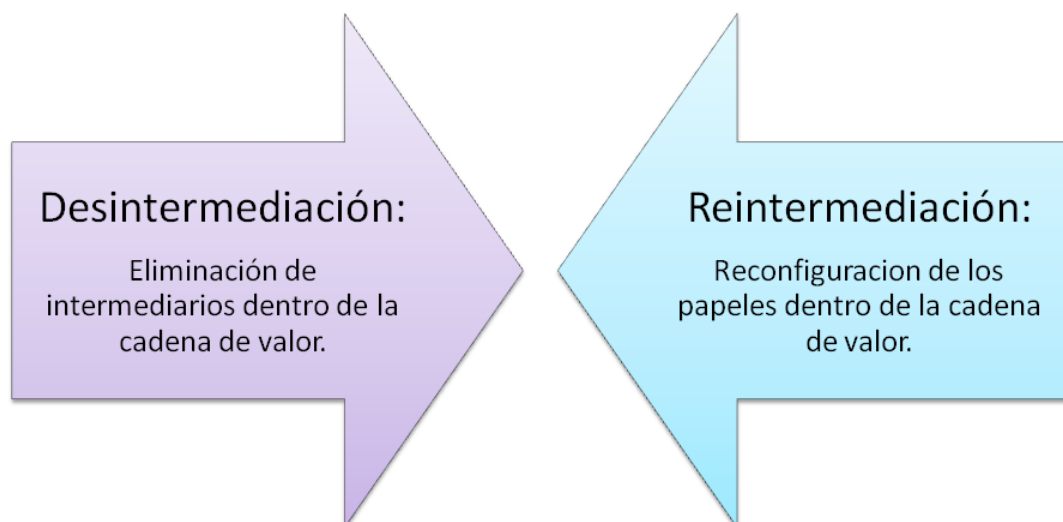 Desintermediación:
Eliminación de
intermediarios dentro de la
cadena de valor.
Reintermediación:
Reconfiguracion de los
papeles dentro de la cadena
de valor.